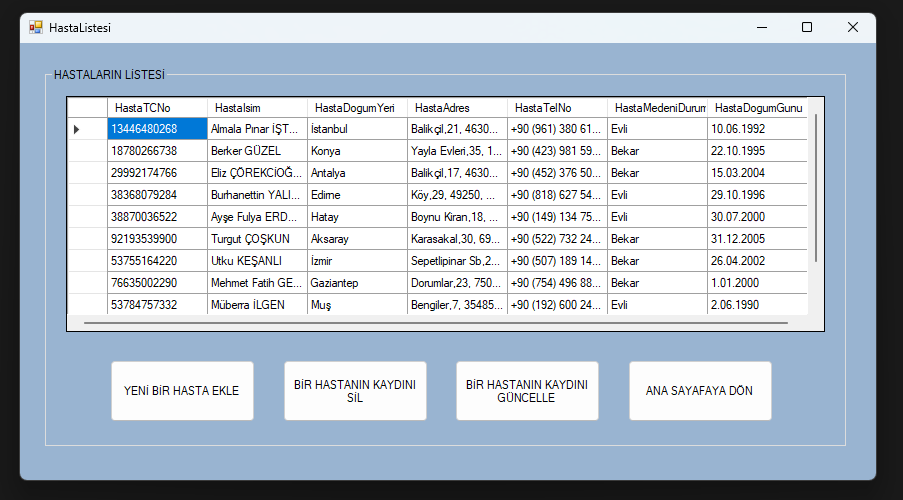 HastaListesi
HASTALARIN LİSTESİ
HastaTCNo HastaIsim HastaDogumYeri HastaAdres HastaTelNo HastaMedeniDurum HastaDogumGunu
13446480268 Almala Pınar İŞT... İstanbul Balıkçil,21, 4630... +90 (961) 380 61... Evli 10.06.1992
18780266738 Berker GÜZEL Konya Yayla Evleri,35, 1... +90 (423) 981 59... Bekar 22.10.1995
29992174766 Eliz ÇÖREKCİOĞ... Antalya Balıkçil,17, 4630... +90 (452) 376 50... Bekar 15.03.2004
38368079284 Burhanettin YALI... Edirne Köy,29, 49250, ... +90 (818) 627 54... Evli 29.10.1996
38870036522 Ayşe Fulya ERD... Hatay Boynu Kiran,18, ... +90 (149) 134 75... Evli 30.07.2000
92193539900 Turgut ÇOŞKUN Aksaray Karasakal,30, 69... +90 (522) 732 24... Bekar 31.12.2005
53755164220 Utku KEŞANLI İzmir Sepetlipinar Sb,2... +90 (507) 189 14... Bekar 26.04.2002
76635002290 Mehmet Fatih GE... Gaziantep Dorumlar,23, 750... +90 (754) 496 88... Bekar 1.01.2000
53784757332 Müberra İLGEN Muş Bengiler,7, 35485... +90 (192) 600 24... Evli 2.06.1990
YENİ BİR HASTA EKLE
BİR HASTANIN KAYDINI
SİL
BİR HASTANIN KAYDINI
GÜNCELLE
ANA SAYFAYA DÖN